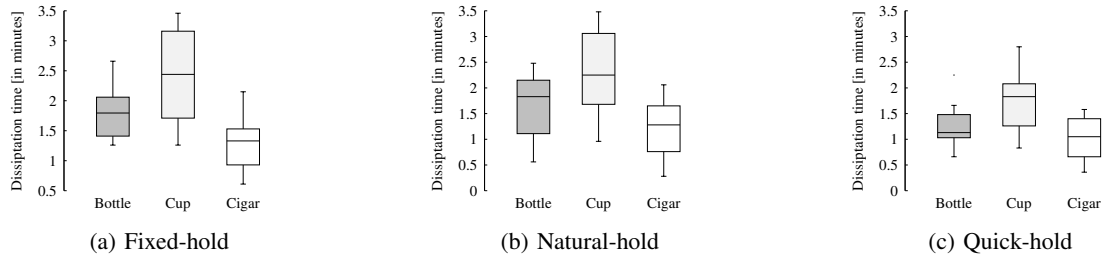 Dissiptation time [in minutes]
3.5
3
2.5
2
1.5
1
0.5
Bottle Cup Cigar
(a) Fixed-hold
Dissiptation time [in minutes]
3.5
3
2.5
2
1.5
1
0.5
0
Bottle Cup Cigar
(b) Natural-hold
Dissiptation time [in minutes]
3.5
3
2.5
2
1.5
1
0.5
0
Bottle Cup Cigar
(c) Quick-hold